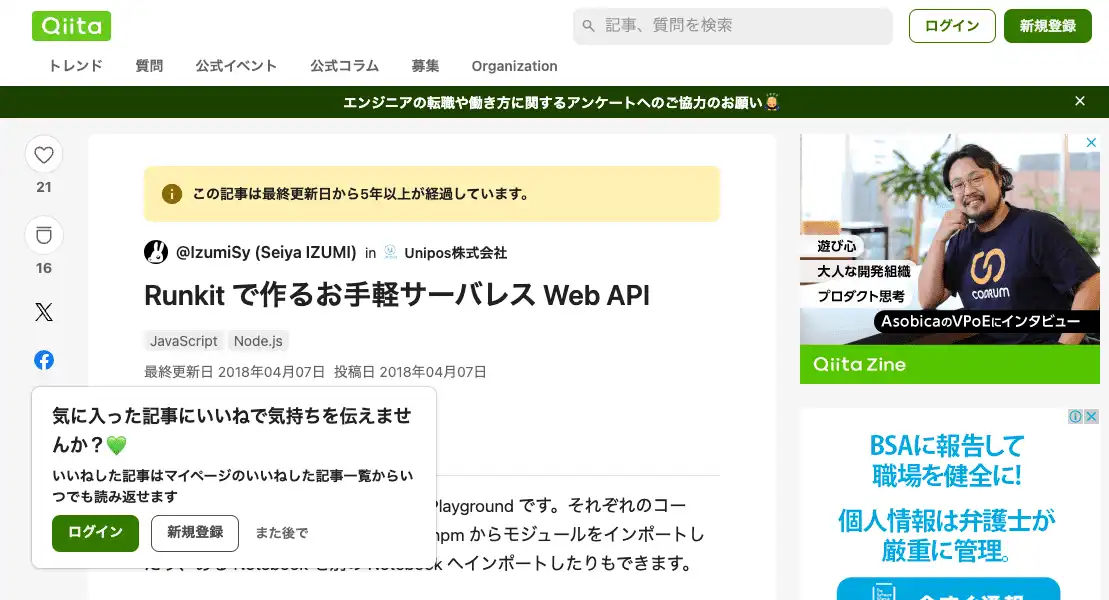 Qiita
記事、質問を検索
ログイン
新規登録
トレンド
質問
公式イベント
公式コラム
募集
Organization
エンジニアの転職や働き方に関するアンケートへのご協力のお願い
21
16
この記事は最終更新日から5年以上が経過しています。
@IzumiSy (Seiya IZUMI) in Unipos株式会社
Runkit で作るお手軽サーバレス Web API
JavaScript
Node.js
最終更新日 2018年04月07日 投稿日 2018年04月07日
気に入った記事にいいねで気持ちを伝えませ
んか？💚
いいねした記事はマイページのいいねした記事一覧からい
つでも読み返せます
ログイン
新規登録
また後で
Playground です。それぞれのコー
npm からモジュールをインポートし
へインポートしたりもできます。
遊び心
大人な開発組織
プロダクト思考
AsobicaのVPoEにインタビュー
Qiita Zine
BSAに報告して
職場を健全に!
個人情報は弁護士が
厳重に管理。